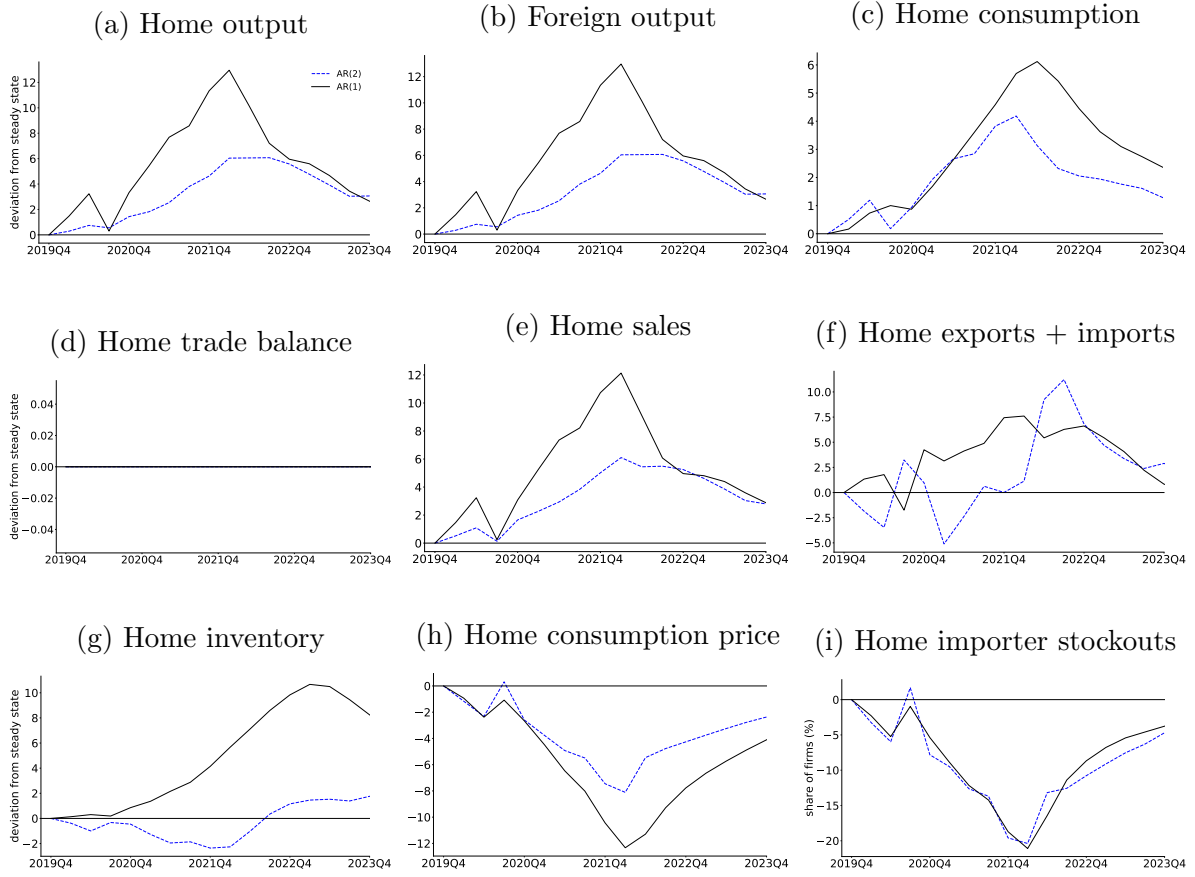 (a) Home output
(b) Foreign output
(c) Home consumption
deviation from steady state
12
10
8
6
4
2
0
AR(2)
AR(1)
2019Q4 2020Q4 2021Q4 2022Q4 2023Q4
12
10
8
6
4
2
0
2019Q4 2020Q4 2021Q4 2022Q4 2023Q4
6
5
4
3
2
1
0
2019Q4 2020Q4 2021Q4 2022Q4 2023Q4
(d) Home trade balance
(e) Home sales
(f) Home exports + imports
deviation from steady state
0.04
0.02
0.00
−0.02
−0.04
2019Q4 2020Q4 2021Q4 2022Q4 2023Q4
12
10
8
6
4
2
0
2019Q4 2020Q4 2021Q4 2022Q4 2023Q4
10.0
7.5
5.0
2.5
0.0
−2.5
−5.0
2019Q4 2020Q4 2021Q4 2022Q4 2023Q4
(g) Home inventory
(h) Home consumption price
(i) Home importer stockouts
deviation from steady state
10
8
6
4
2
0
−2
2019Q4 2020Q4 2021Q4 2022Q4 2023Q4
0
−2
−4
−6
−8
−10
−12
2019Q4 2020Q4 2021Q4 2022Q4 2023Q4
share of firms (%)
0
−5
−10
−15
−20
2019Q4 2020Q4 2021Q4 2022Q4 2023Q4